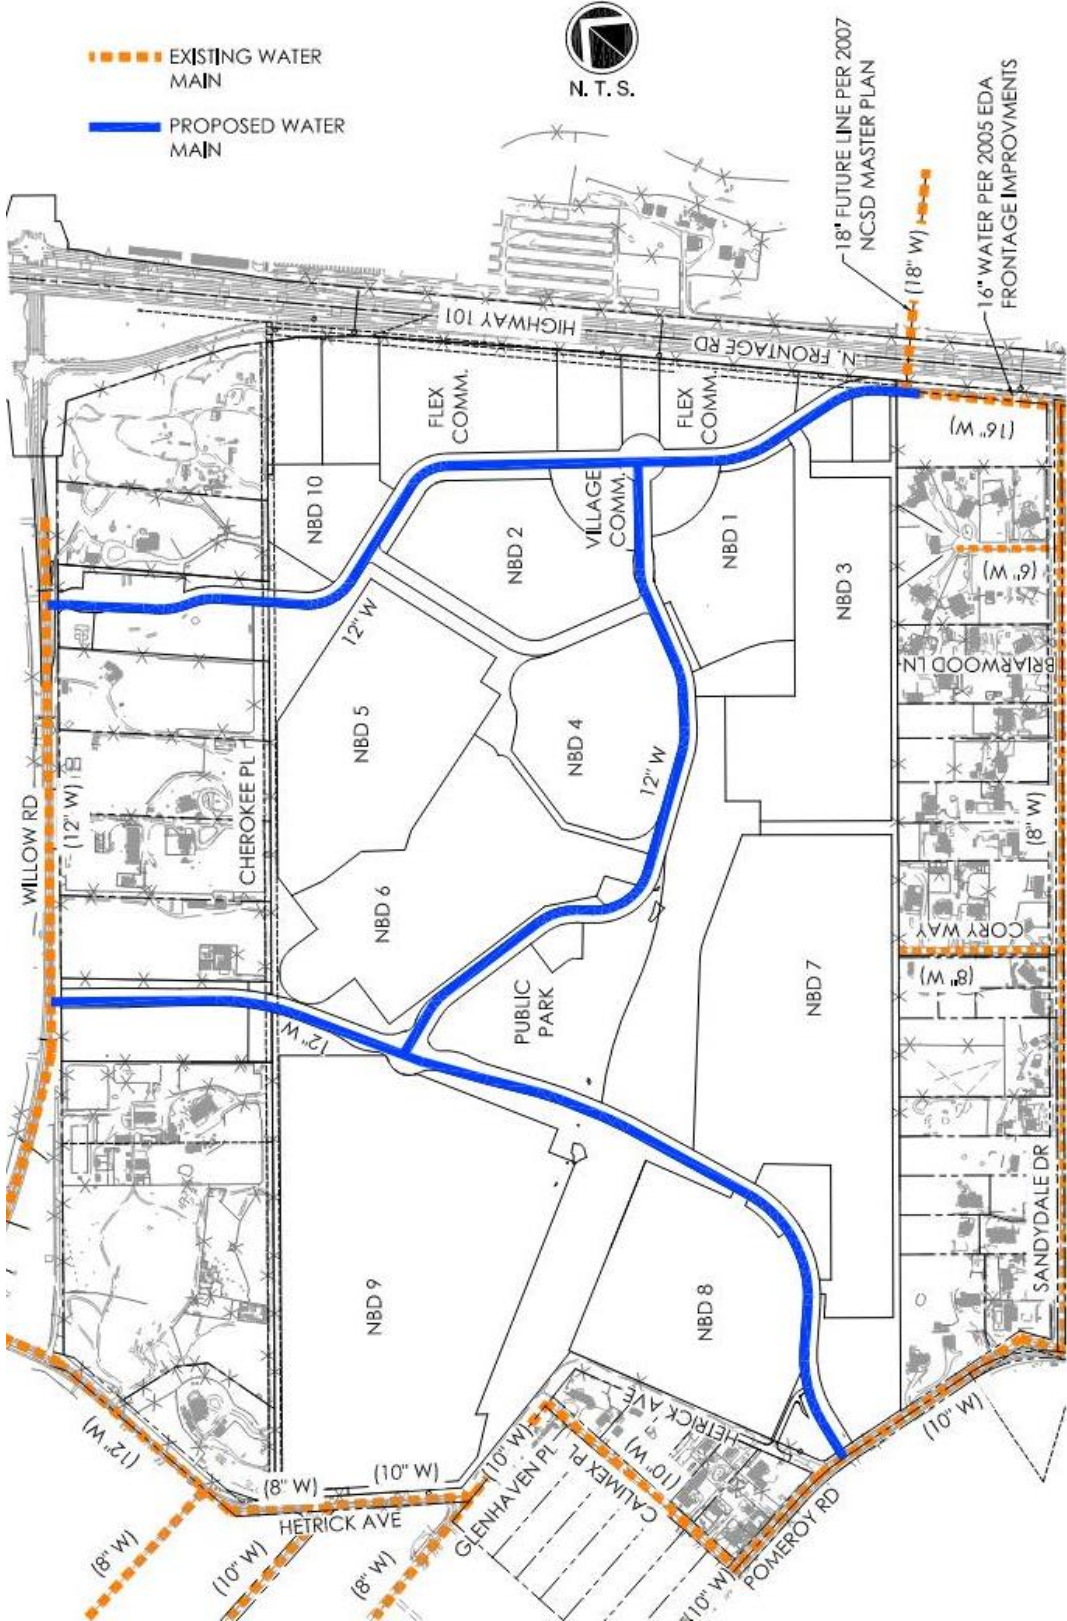 EXISTING WATER
MAIN
PROPOSED WATER
MAIN
N. T. S.
18" FUTURE LINE PER 2007
NCSD MASTER PLAN
16" WATER PER 2005 EDA
FRONTAGE IMPROVMENTS
(18" W)
HIGHWAY 101
N. FRONTAGE RD
(16" W)
FLEX
COMM.
FLEX
COMM.
NBD 10
VILLAGE
COMM.
NBD 2
NBD 1
NBD 3
(6" W)
BRIARWOOD LN
12" W
NBD 5
NBD 4
12" W
WILLOW RD
(12" W)
CHEROKEE PL
(8" W)
NBD 6
CORY WAY
(8" W)
NBD 7
PUBLIC
PARK
12" W
SANDYDALE DR
NBD 9
NBD 8
HETRICK AVE
(10" W)
(12" W)
(8" W)
(10" W)
HETRICK AVE
(10" W)
GLENHAVEN PL
CALIMEX PL
(10" W)
POMEROY RD
(8" W)
(10" W)
(8" W)
(10" W)